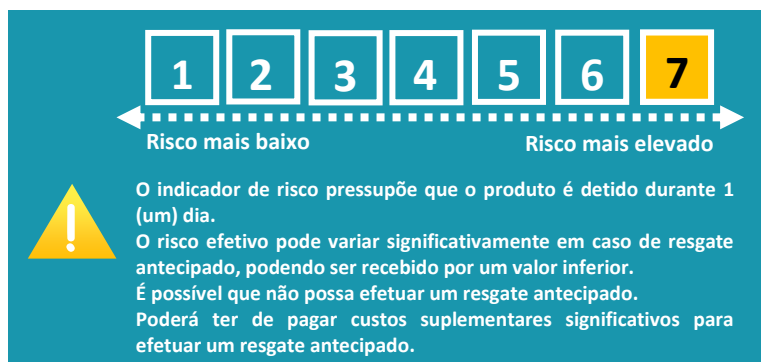 1 2 3 4 5 6 7
Risco mais baixo Risco mais elevado
O indicador de risco pressupõe que o produto é detido durante 1
(um) dia.
O risco efetivo pode variar significativamente em caso de resgate
antecipado, podendo ser recebido por um valor inferior.
É possível que não possa efetuar um resgate antecipado.
Poderá ter de pagar custos suplementares significativos para
efetuar um resgate antecipado.